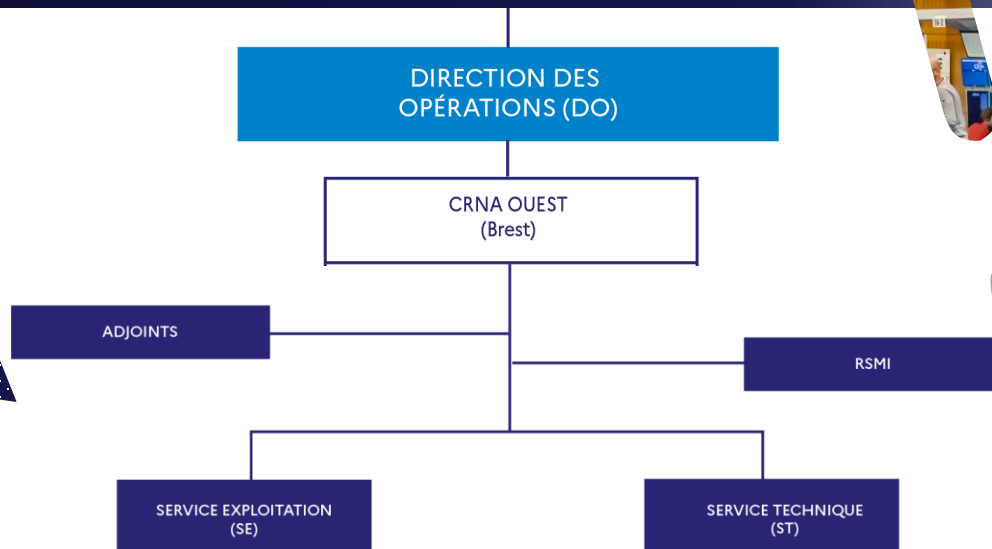 DIRECTION DES
OPÉRATIONS (DO)
CRNA OUEST
(Brest)
ADJOINTS
RSMI
SERVICE EXPLOITATION
(SE)
SERVICE TECHNIQUE
(ST)